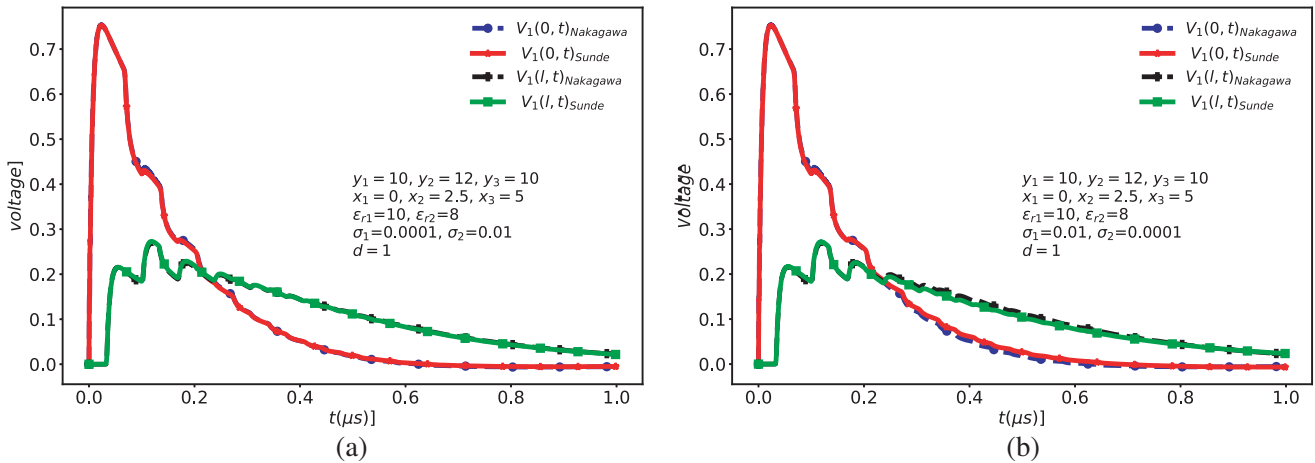 V₁(0, t)Nakagawa
V₁(0, t)Sunde
V₁(l, t)Nakagawa
V₁(l, t)Sunde
y₁ = 10, y₂ = 12, y₃ = 10
x₁ = 0, x₂ = 2.5, x₃ = 5
εr1=10, εr2=8
σ₁=0.0001, σ₂=0.01
d = 1
voltage]
0.7
0.6
0.5
0.4
0.3
0.2
0.1
0.0
0.0 0.2 0.4 0.6 0.8 1.0
t(μs)]
(a)
V₁(0, t)Nakagawa
V₁(0, t)Sunde
V₁(l, t)Nakagawa
V₁(l, t)Sunde
y₁ = 10, y₂ = 12, y₃ = 10
x₁ = 0, x₂ = 2.5, x₃ = 5
εr1=10, εr2=8
σ₁=0.01, σ₂=0.0001
d = 1
voltage
0.7
0.6
0.5
0.4
0.3
0.2
0.1
0.0
0.0 0.2 0.4 0.6 0.8 1.0
t(μs)]
(b)